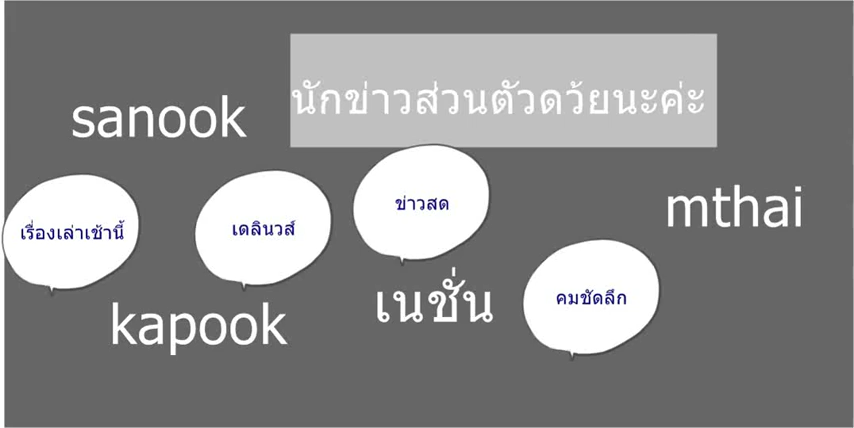 นักข่าวส่วนตัวดว้ยนะค่ะ
sanook
mthai
เรื่องเล่าเช้านี้
เดลินวส์
ข่าวสด
คมชัดลึก
kapook
เนชั่น